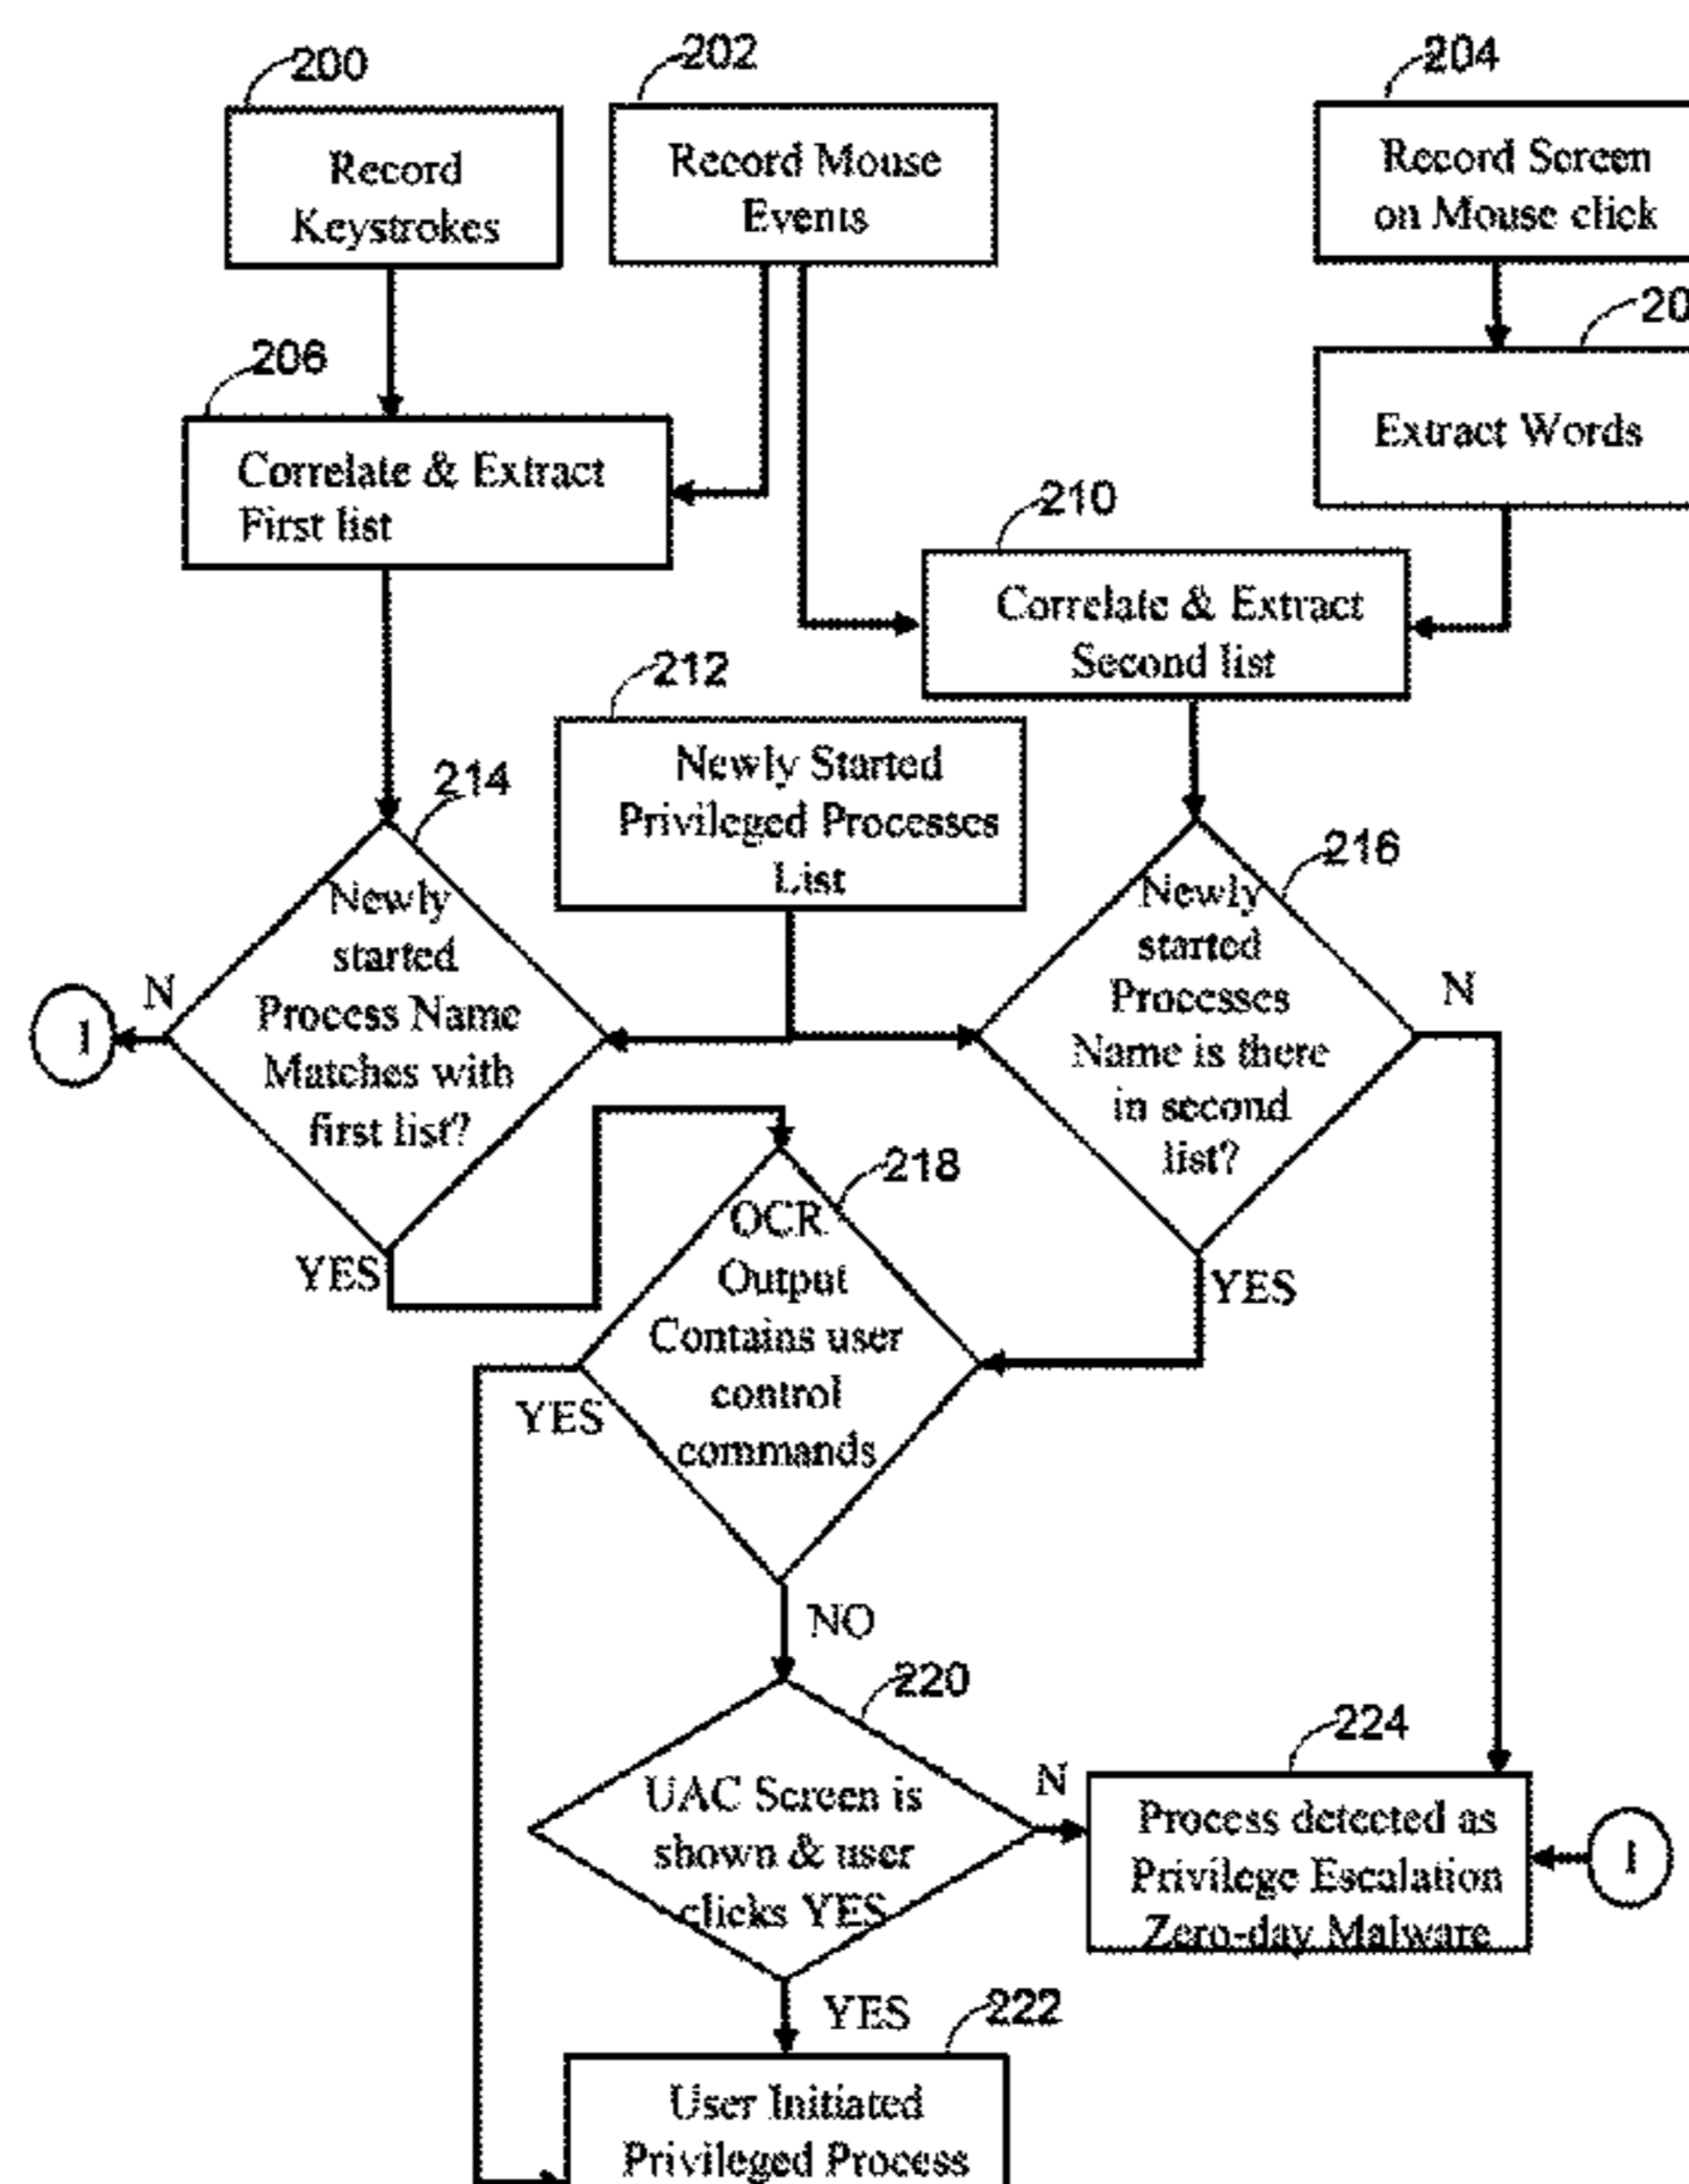 200
202
204
Record
Keystrokes
Record Mouse
Events
Record Screen
on Mouse click
206
20
Correlate & Extract
First list
Extract Words
210
Correlate & Extract
Second list
212
Newly Started
Privileged Processes
List
214
Newly
started
Process Name
Matches with
first list?
N
1
YES
216
Newly
started
Processes
Name is there
in second
list?
N
YES
218
OCR
Output
Contains user
control
commands
YES
NO
220
UAC Screen is
shown & user
clicks YES
N
YES
224
Process detected as
Privilege Escalation
Zero-day Malware
1
222
User Initiated
Privileged Process